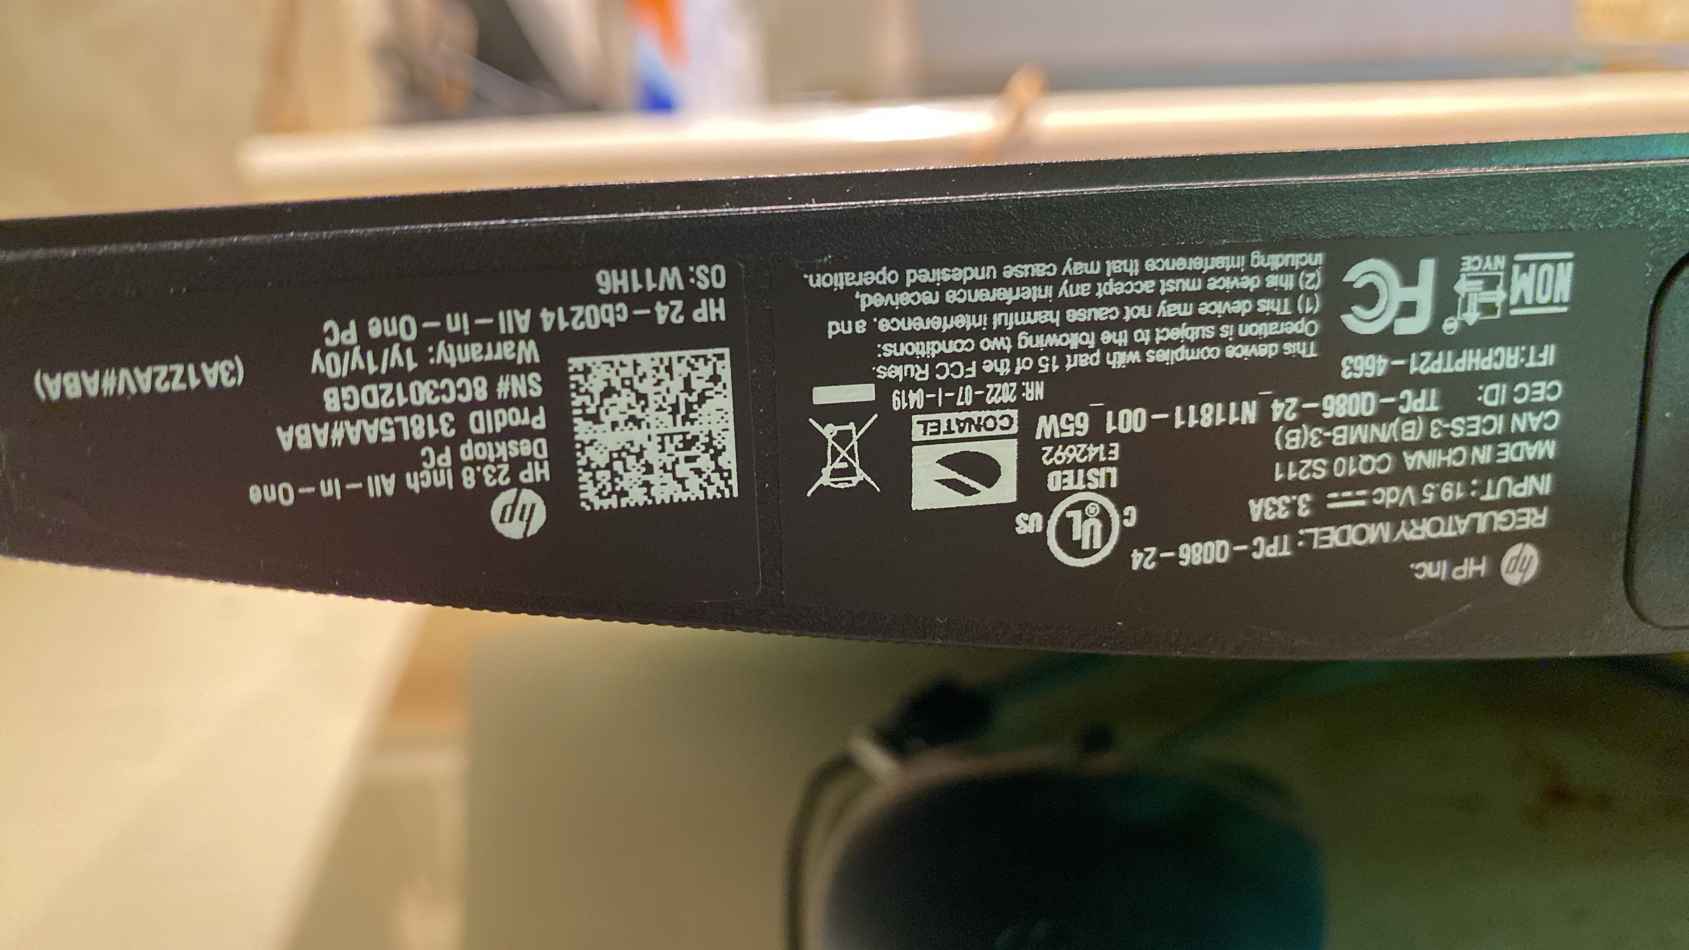 hp HP Inc.
REGULATORY MODEL: TPC-Q086-24
INPUT: 19.5 Vdc 3.33A
MADE IN CHINA CQ10 S211
CAN ICES-3 (B)/NMB-3(B)
CEC ID: TPC-Q086-24_N11811-001_65W
IFT:RCPHPTP21-4663
C UL US
LISTED
E142692
CONATEL
NR: 2022-07-I-0419
This device complies with part 15 of the FCC Rules.
Operation is subject to the following two conditions:
(1) This device may not cause harmful interference, and
(2) this device must accept any interference received,
including interference that may cause undesired operation.
NOM
NYCE
FC
hp
HP 23.8 Inch All-In-One
Desktop PC
ProdID 318L5AA#ABA
SN# 8CC3012DGB
Warranty: 1y/1y/0y
(3A1Z2AV#ABA)
HP 24-cb0214 All-in-One PC
OS: W11H6